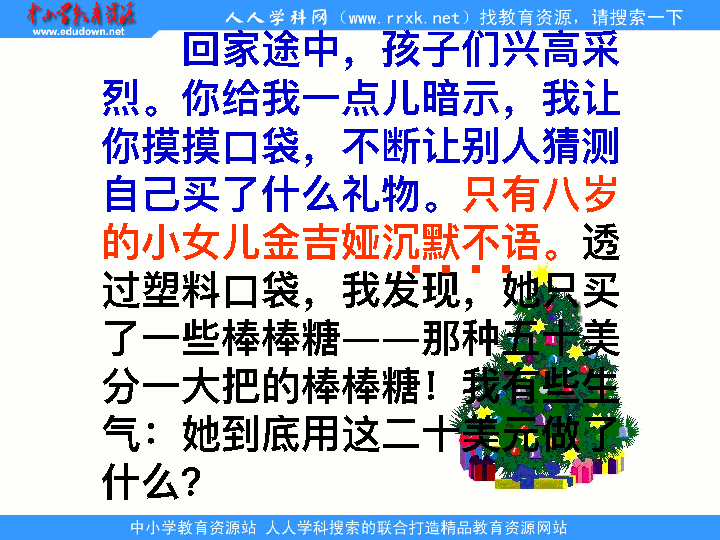 中小学教育资源
www.edudown.net
人人学科网（www.rrxk.net）找教育资源，请搜索一下
回家途中，孩子们兴高采
烈。你给我一点儿暗示，我让
你摸摸口袋，不断让别人猜测
自己买了什么礼物。只有八岁
的小女儿金吉娅沉默不语。透
过塑料口袋，我发现，她只买
了一些棒棒糖——那种五十美
分一大把的棒棒糖！我有些生
气：她到底用这二十美元做了
什么？
中小学教育资源站 人人学科搜索的联合打造精品教育资源网站